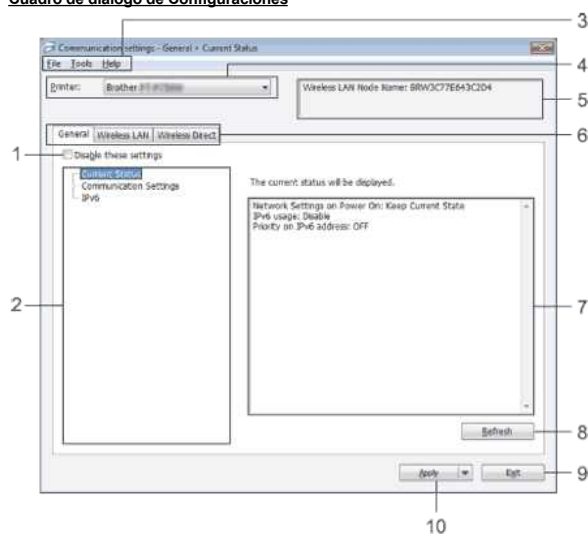 Cuadro de diálogo de Configuraciones
3
Communication settings - General > Current Status
File Tools Help
4
Printer: Brother
Wireless LAN Node Name: BRW3C77E643C2D4
5
General Wireless LAN Wireless Direct
6
1
Disable these settings
Current Status
Communication Settings
IPv6
The current status will be displayed.
Network Settings on Power On: Keep Current State
IPv6 usage: Disable
Priority on IPv6 address: OFF
2
7
Refresh
8
Apply
Exit
9
10